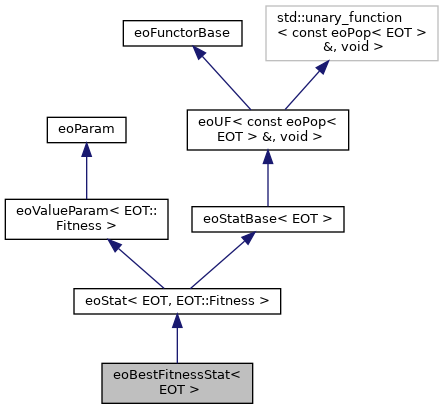 eoFunctorBase
std::unary_function
< const eoPop< EOT >
&, void >
eoParam
eoUF< const eoPop<
EOT > &, void >
eoValueParam< EOT::
Fitness >
eoStatBase< EOT >
eoStat< EOT, EOT::Fitness >
eoBestFitnessStat<
EOT >